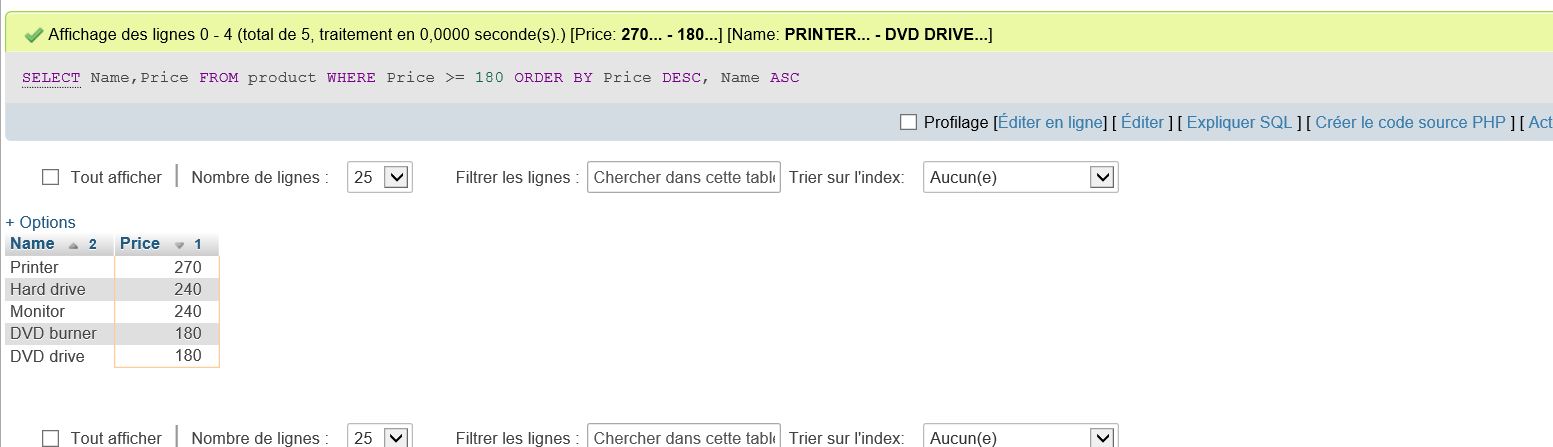 Affichage des lignes 0 - 4 (total de 5, traitement en 0,0000 seconde(s).) [Price: 270... - 180...] [Name: PRINTER... - DVD DRIVE...]
SELECT Name,Price FROM product WHERE Price >= 180 ORDER BY Price DESC, Name ASC
Profilage [Éditer en ligne] [ Éditer ] [ Expliquer SQL ] [ Créer le code source PHP ] [ Act
Tout afficher Nombre de lignes : 25 Filtrer les lignes : Chercher dans cette table Trier sur l'index: Aucun(e)
+ Options
Name 2 Price 1
Printer 270
Hard drive 240
Monitor 240
DVD burner 180
DVD drive 180
Tout afficher Nombre de lignes : 25 Filtrer les lignes : Chercher dans cette table Trier sur l'index: Aucun(e)